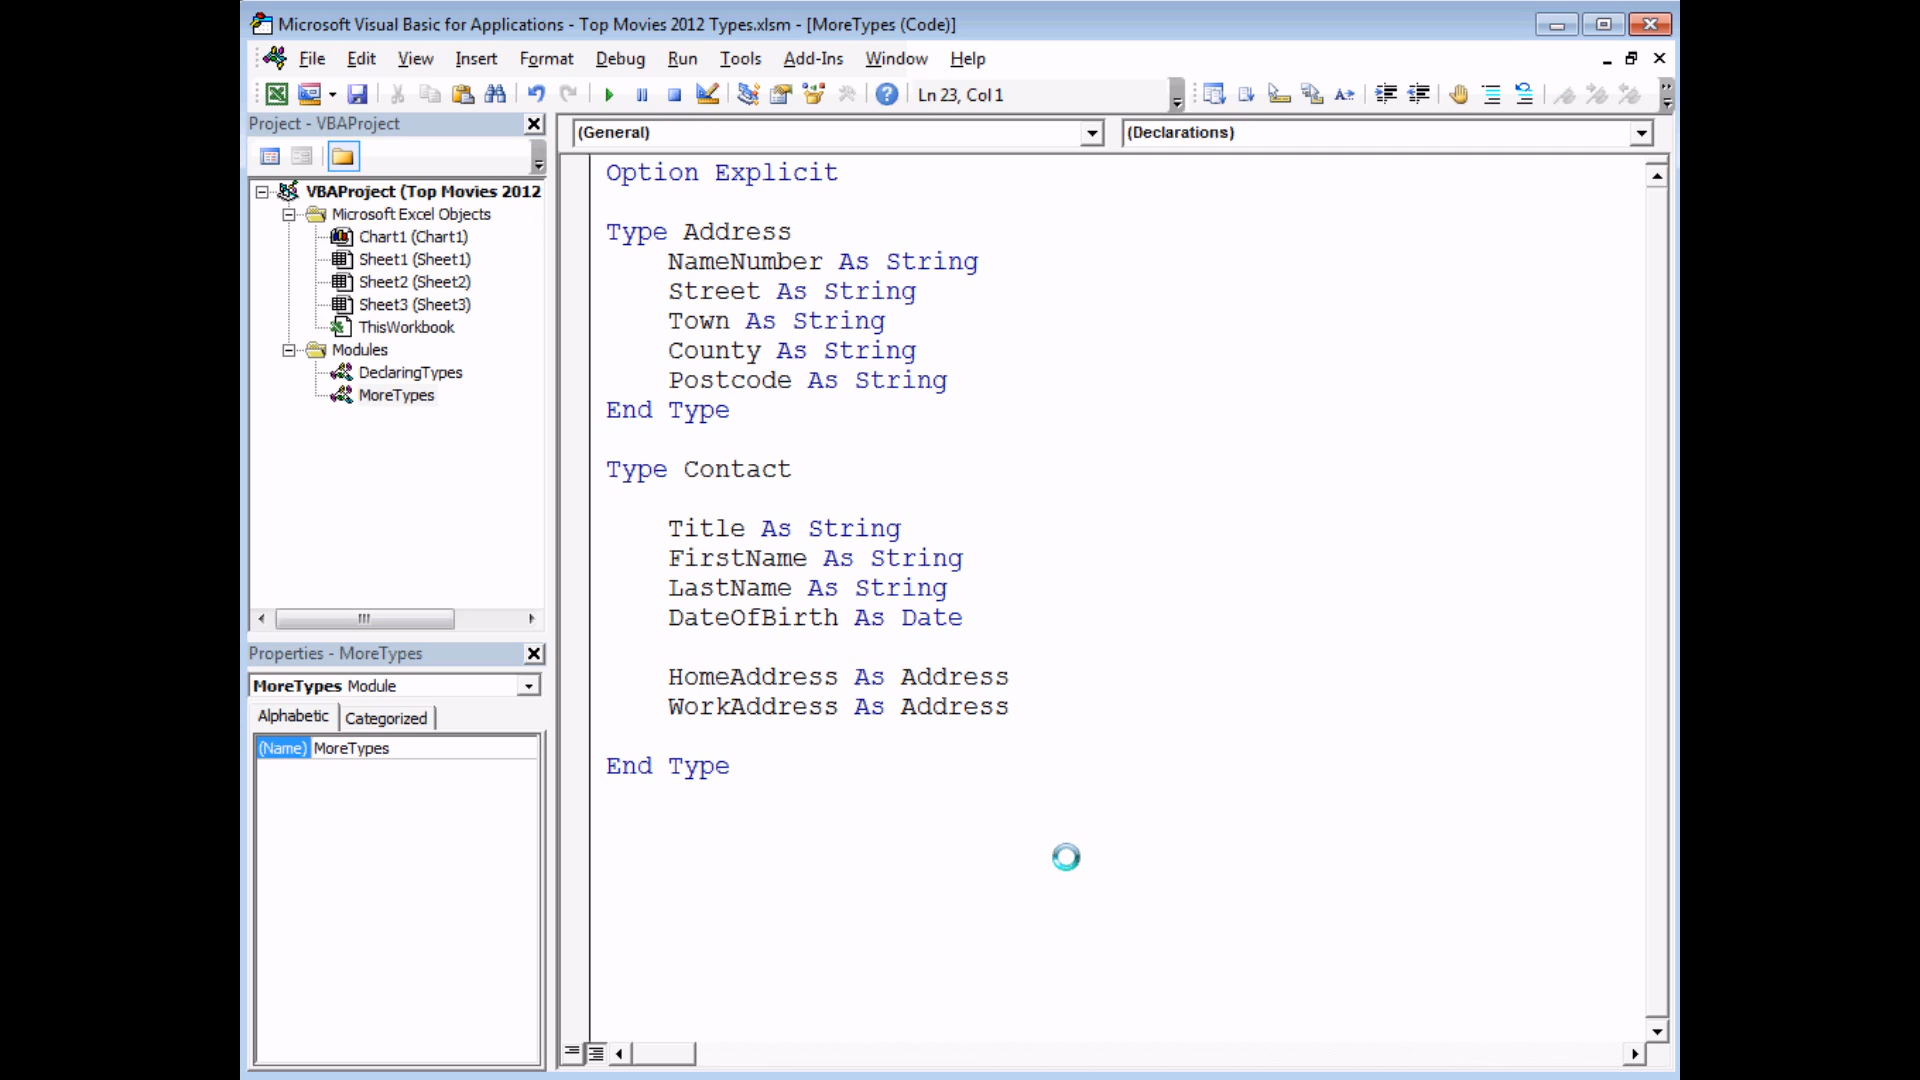 Microsoft Visual Basic for Applications - Top Movies 2012 Types.xlsm - [MoreTypes (Code)]
File Edit View Insert Format Debug Run Tools Add-Ins Window Help
Ln 23, Col 1
Project - VBAProject
(General)
(Declarations)
VBAProject (Top Movies 2012
Microsoft Excel Objects
Chart1 (Chart1)
Sheet1 (Sheet1)
Sheet2 (Sheet2)
Sheet3 (Sheet3)
ThisWorkbook
Modules
DeclaringTypes
MoreTypes
Properties - MoreTypes
MoreTypes Module
Alphabetic Categorized
(Name) MoreTypes
Option Explicit
Type Address
NameNumber As String
Street As String
Town As String
County As String
Postcode As String
End Type
Type Contact
Title As String
FirstName As String
LastName As String
DateOfBirth As Date
HomeAddress As Address
WorkAddress As Address
End Type